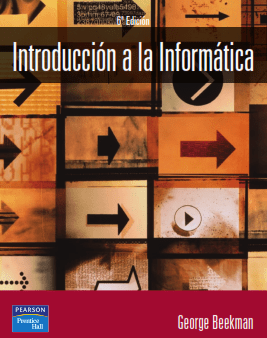 6ª Edición
Introducción a la Informática
PEARSON
Prentice
Hall
George Beekman